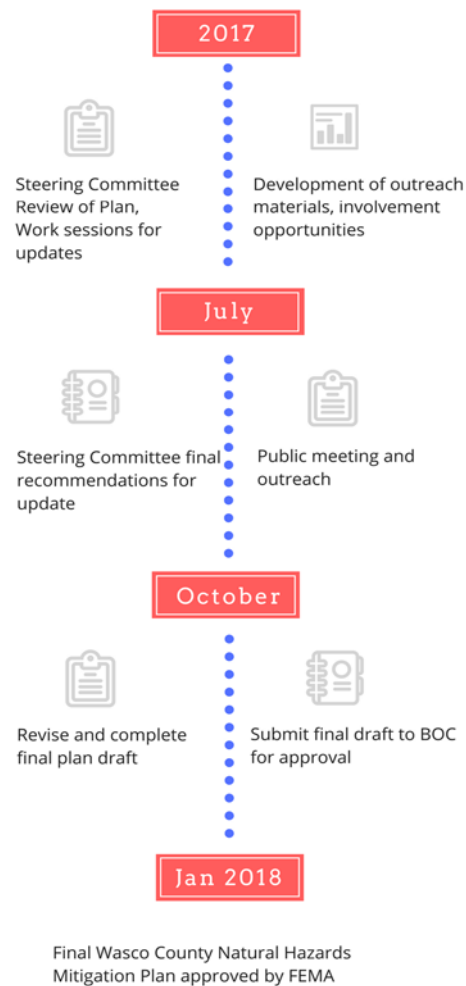 2017
Steering Committee
Review of Plan,
Work sessions for
updates
Development of outreach
materials, involvement
opportunities
July
Steering Committee final
recommendations for
update
Public meeting and
outreach
October
Revise and complete
final plan draft
Submit final draft to BOC
for approval
Jan 2018
Final Wasco County Natural Hazards
Mitigation Plan approved by FEMA